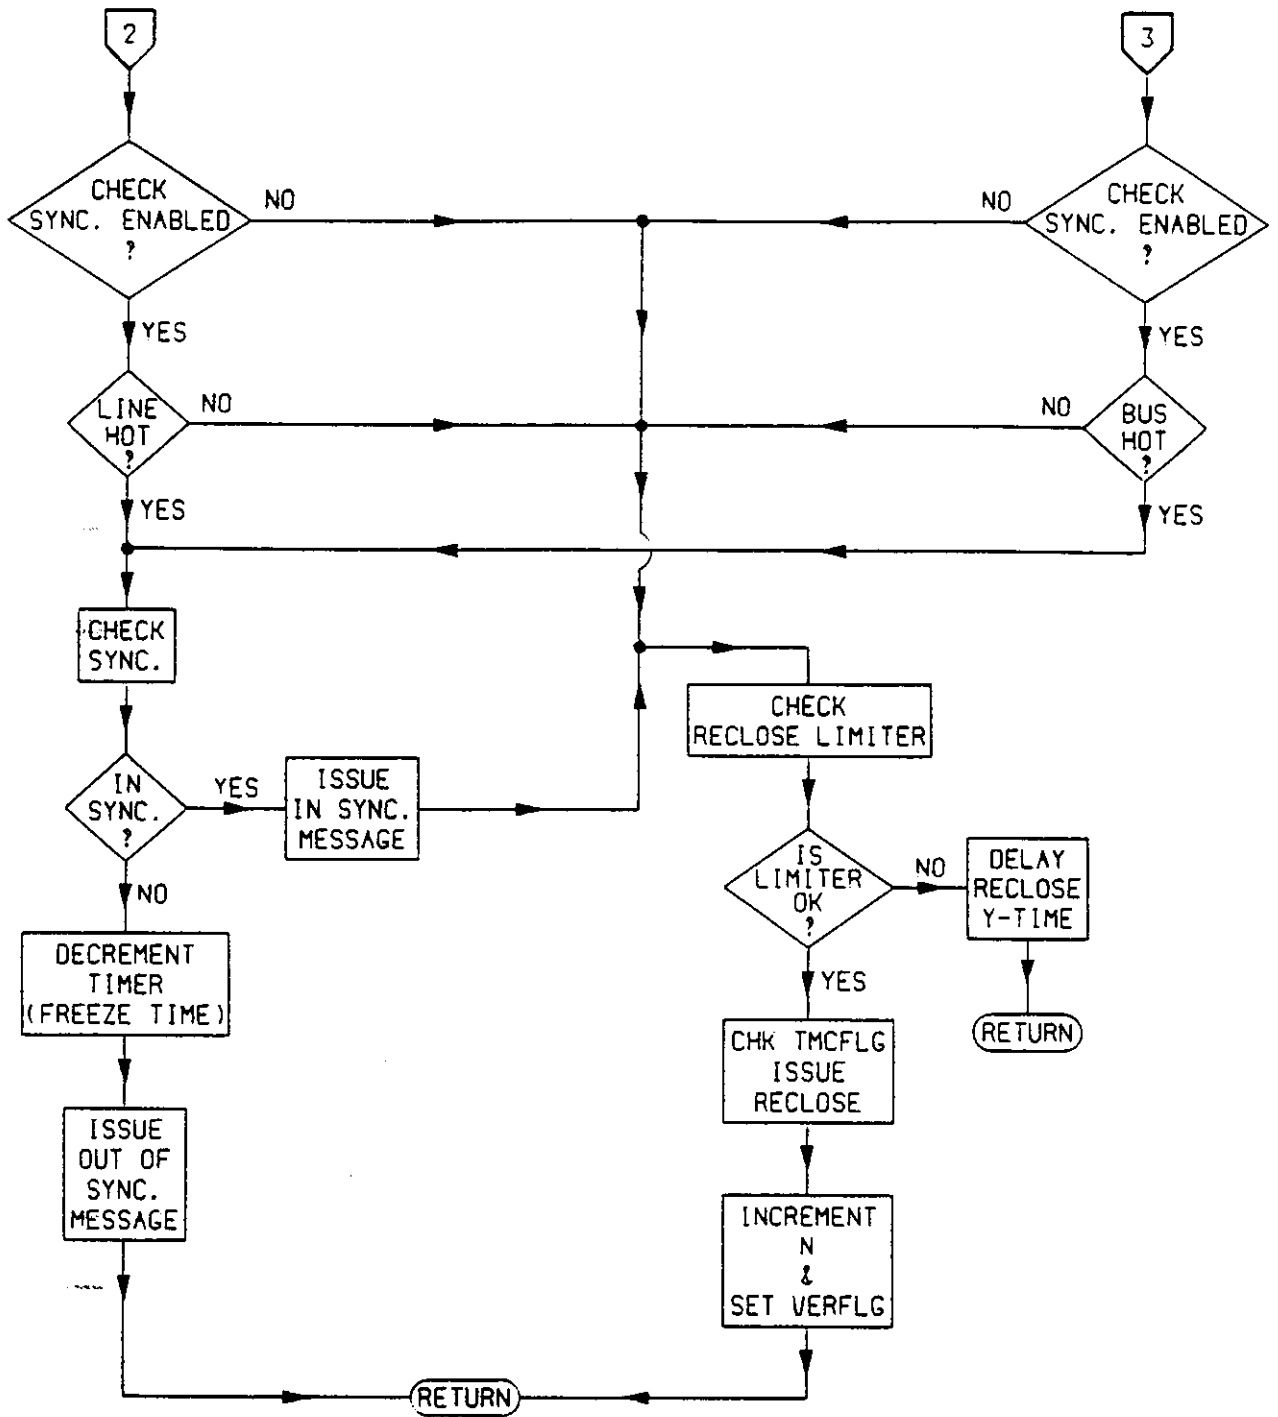 2
3
CHECK
SYNC. ENABLED
?
NO
NO
CHECK
SYNC. ENABLED
?
YES
YES
LINE
HOT
?
NO
NO
BUS
HOT
?
YES
YES
CHECK
SYNC.
CHECK
RECLOSE LIMITER
IN
SYNC.
?
YES
ISSUE
IN SYNC.
MESSAGE
IS
LIMITER
OK
?
NO
DELAY
RECLOSE
Y-TIME
NO
DECREMENT
TIMER
(FREEZE TIME)
YES
RETURN
CHK TMCFLG
ISSUE
RECLOSE
ISSUE
OUT OF
SYNC.
MESSAGE
INCREMENT
N
&
SET VERFLG
RETURN